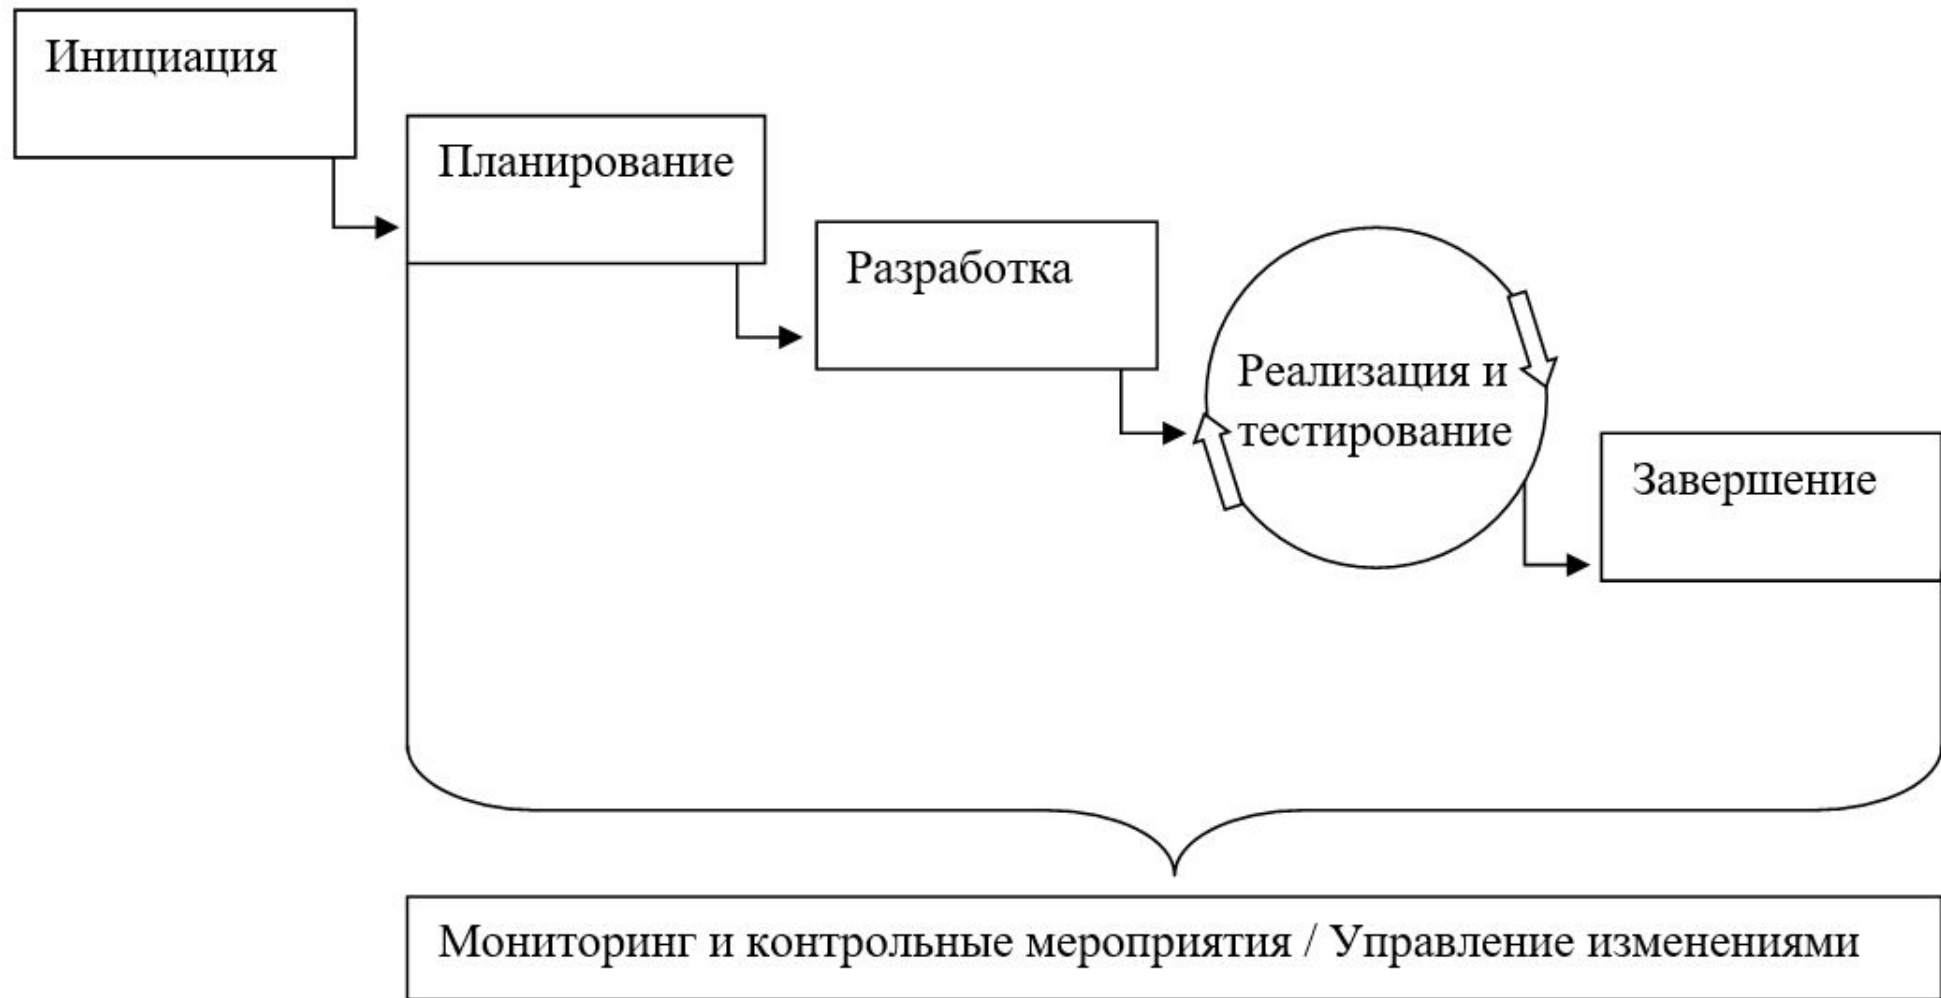 Инициация
Планирование
Разработка
Реализация и
тестирование
Завершение
Мониторинг и контрольные мероприятия / Управление изменениями